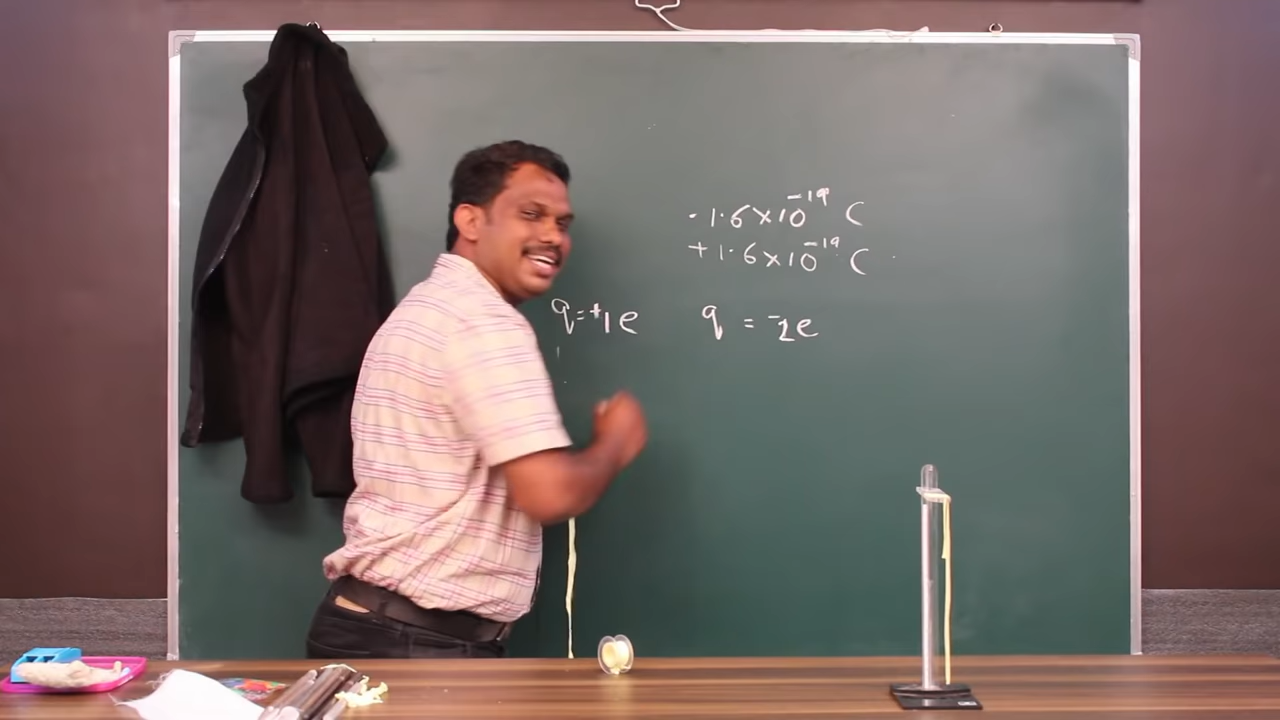 -1.6×10⁻¹⁹ C
+1.6×10⁻¹⁹ C
q=+1e q = -2e